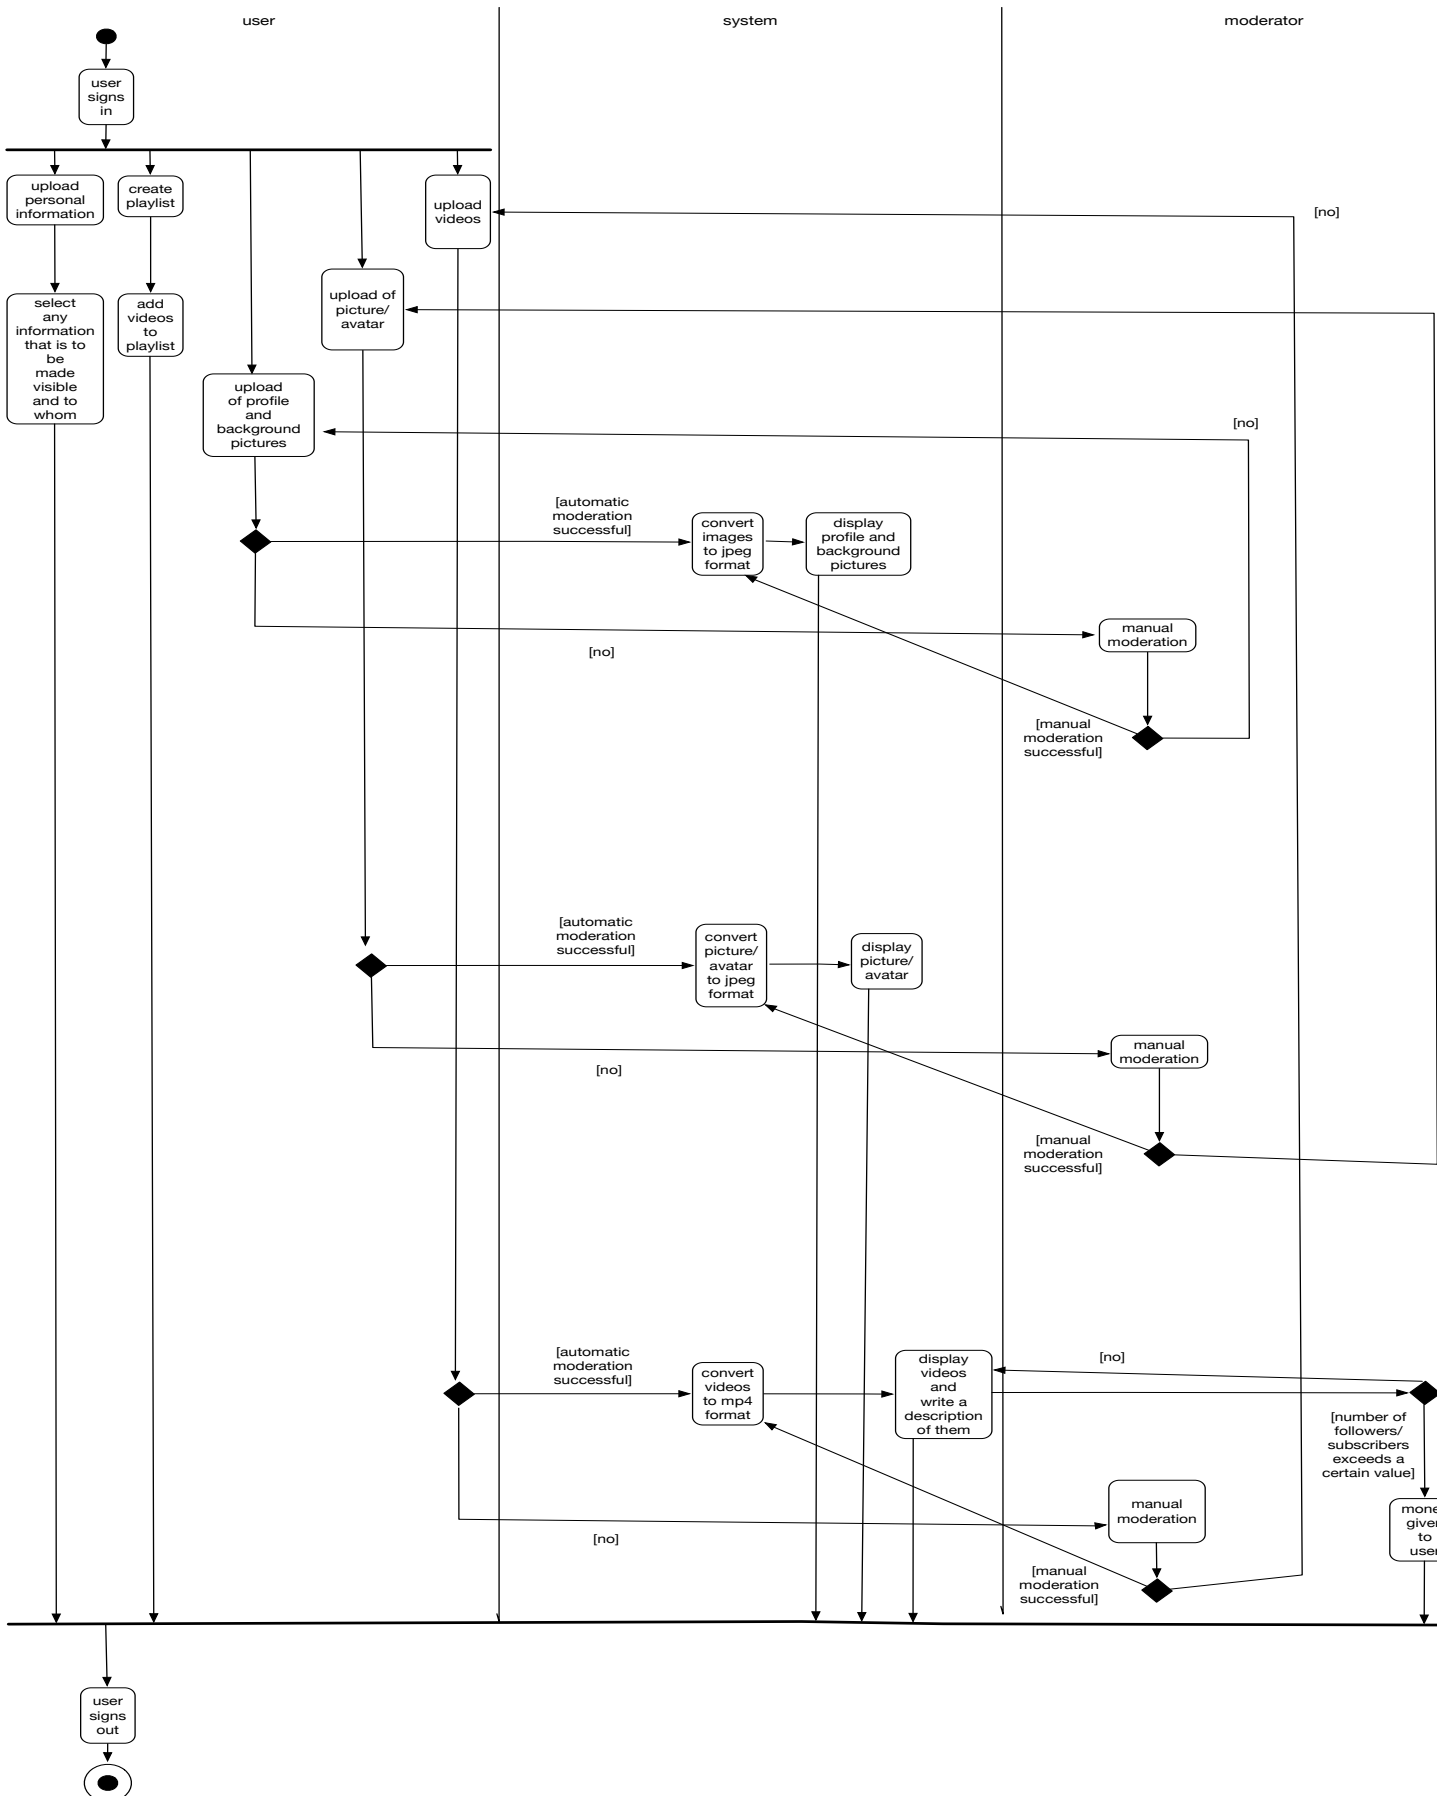 user
system
moderator
user
signs
in
upload
personal
information
create
playlist
upload
videos
[no]
select
any
information
that is to
be
made
visible
and to
whom
add
videos
to
playlist
upload of
picture/
avatar
upload
of profile
and
background
pictures
[no]
[automatic
moderation
successful]
convert
images
to jpeg
format
display
profile and
background
pictures
[no]
manual
moderation
[manual
moderation
successful]
[automatic
moderation
successful]
convert
picture/
avatar
to jpeg
format
display
picture/
avatar
[no]
manual
moderation
[manual
moderation
successful]
[automatic
moderation
successful]
convert
videos
to mp4
format
display
videos
and
write a
description
of them
[no]
[number of
followers/
subscribers
exceeds a
certain value]
[no]
manual
moderation
[manual
moderation
successful]
to
user
user
signs
out